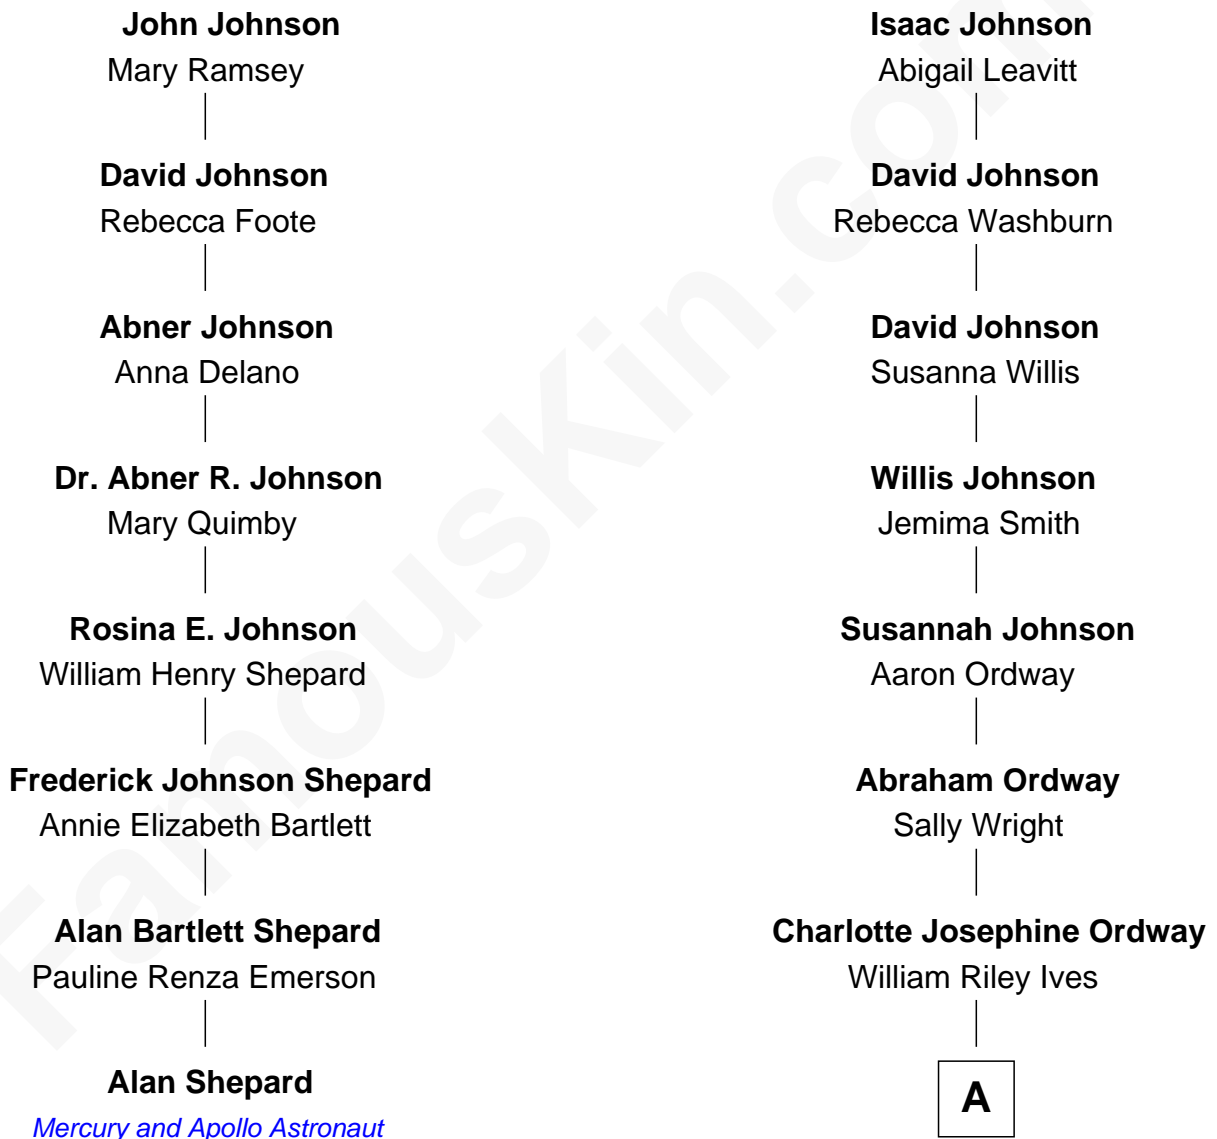 John Johnson
Mary Ramsey
David Johnson
Rebecca Foote
Abner Johnson
Anna Delano
Dr. Abner R. Johnson
Mary Quimby
Rosina E. Johnson
William Henry Shepard
Frederick Johnson Shepard
Annie Elizabeth Bartlett
Alan Bartlett Shepard
Pauline Renza Emerson
Alan Shepard
Mercury and Apollo Astronaut
Isaac Johnson
Abigail Leavitt
David Johnson
Rebecca Washburn
David Johnson
Susanna Willis
Willis Johnson
Jemima Smith
Susannah Johnson
Aaron Ordway
Abraham Ordway
Sally Wright
Charlotte Josephine Ordway
William Riley Ives
A
FamousKin.com